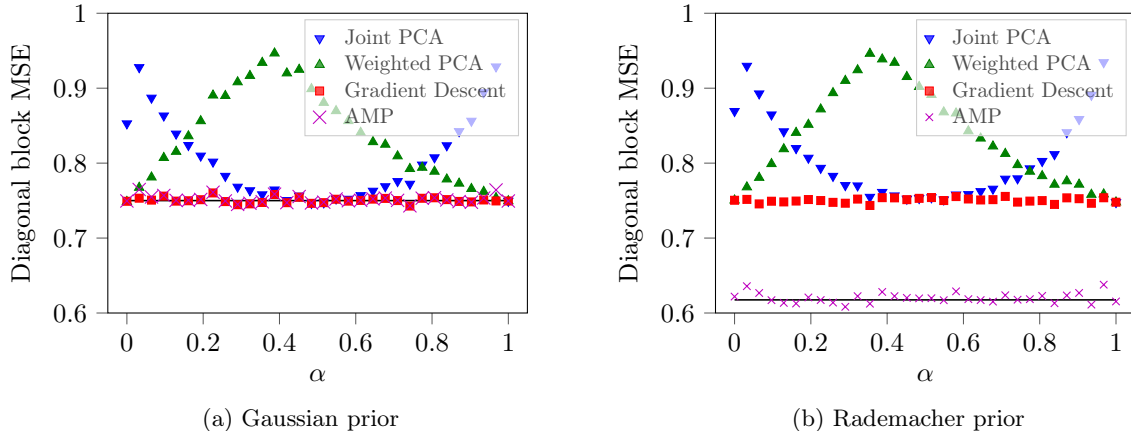 1
0.9
0.8
0.7
0.6
Diagonal block MSE
Joint PCA
Weighted PCA
Gradient Descent
AMP
0 0.2 0.4 0.6 0.8 1
α
(a) Gaussian prior
1
0.9
0.8
0.7
0.6
Diagonal block MSE
Joint PCA
Weighted PCA
Gradient Descent
AMP
0 0.2 0.4 0.6 0.8 1
α
(b) Rademacher prior